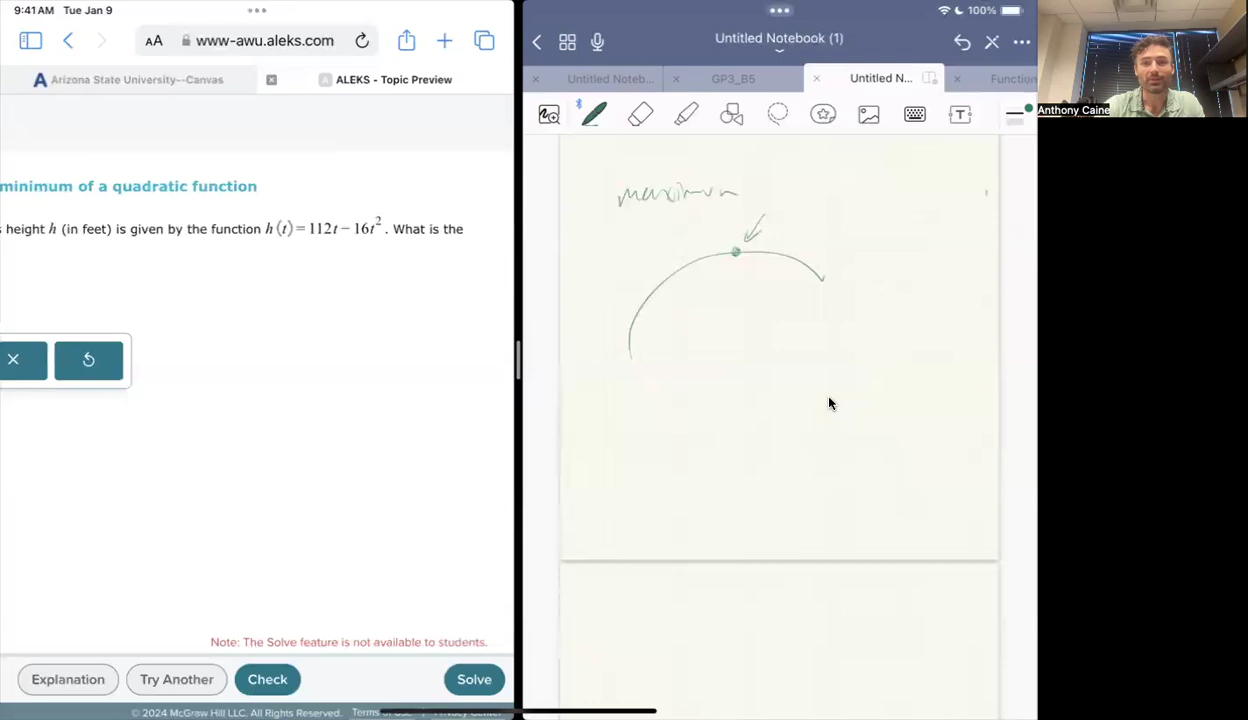 9:41 AM Tue Jan 9
100%
AA www-awu.aleks.com
Untitled Notebook (1)
Arizona State University--Canvas
ALEKS - Topic Preview
Untitled Noteb...
GP3_B5
Untitled N...
Function
T
Anthony Caine
minimum of a quadratic function
maximum
height h (in feet) is given by the function h(t) = 112t − 16t². What is the
Note: The Solve feature is not available to students.
Explanation
Try Another
Check
Solve
© 2024 McGraw Hill LLC. All Rights Reserved. Terms of Use Privacy Center